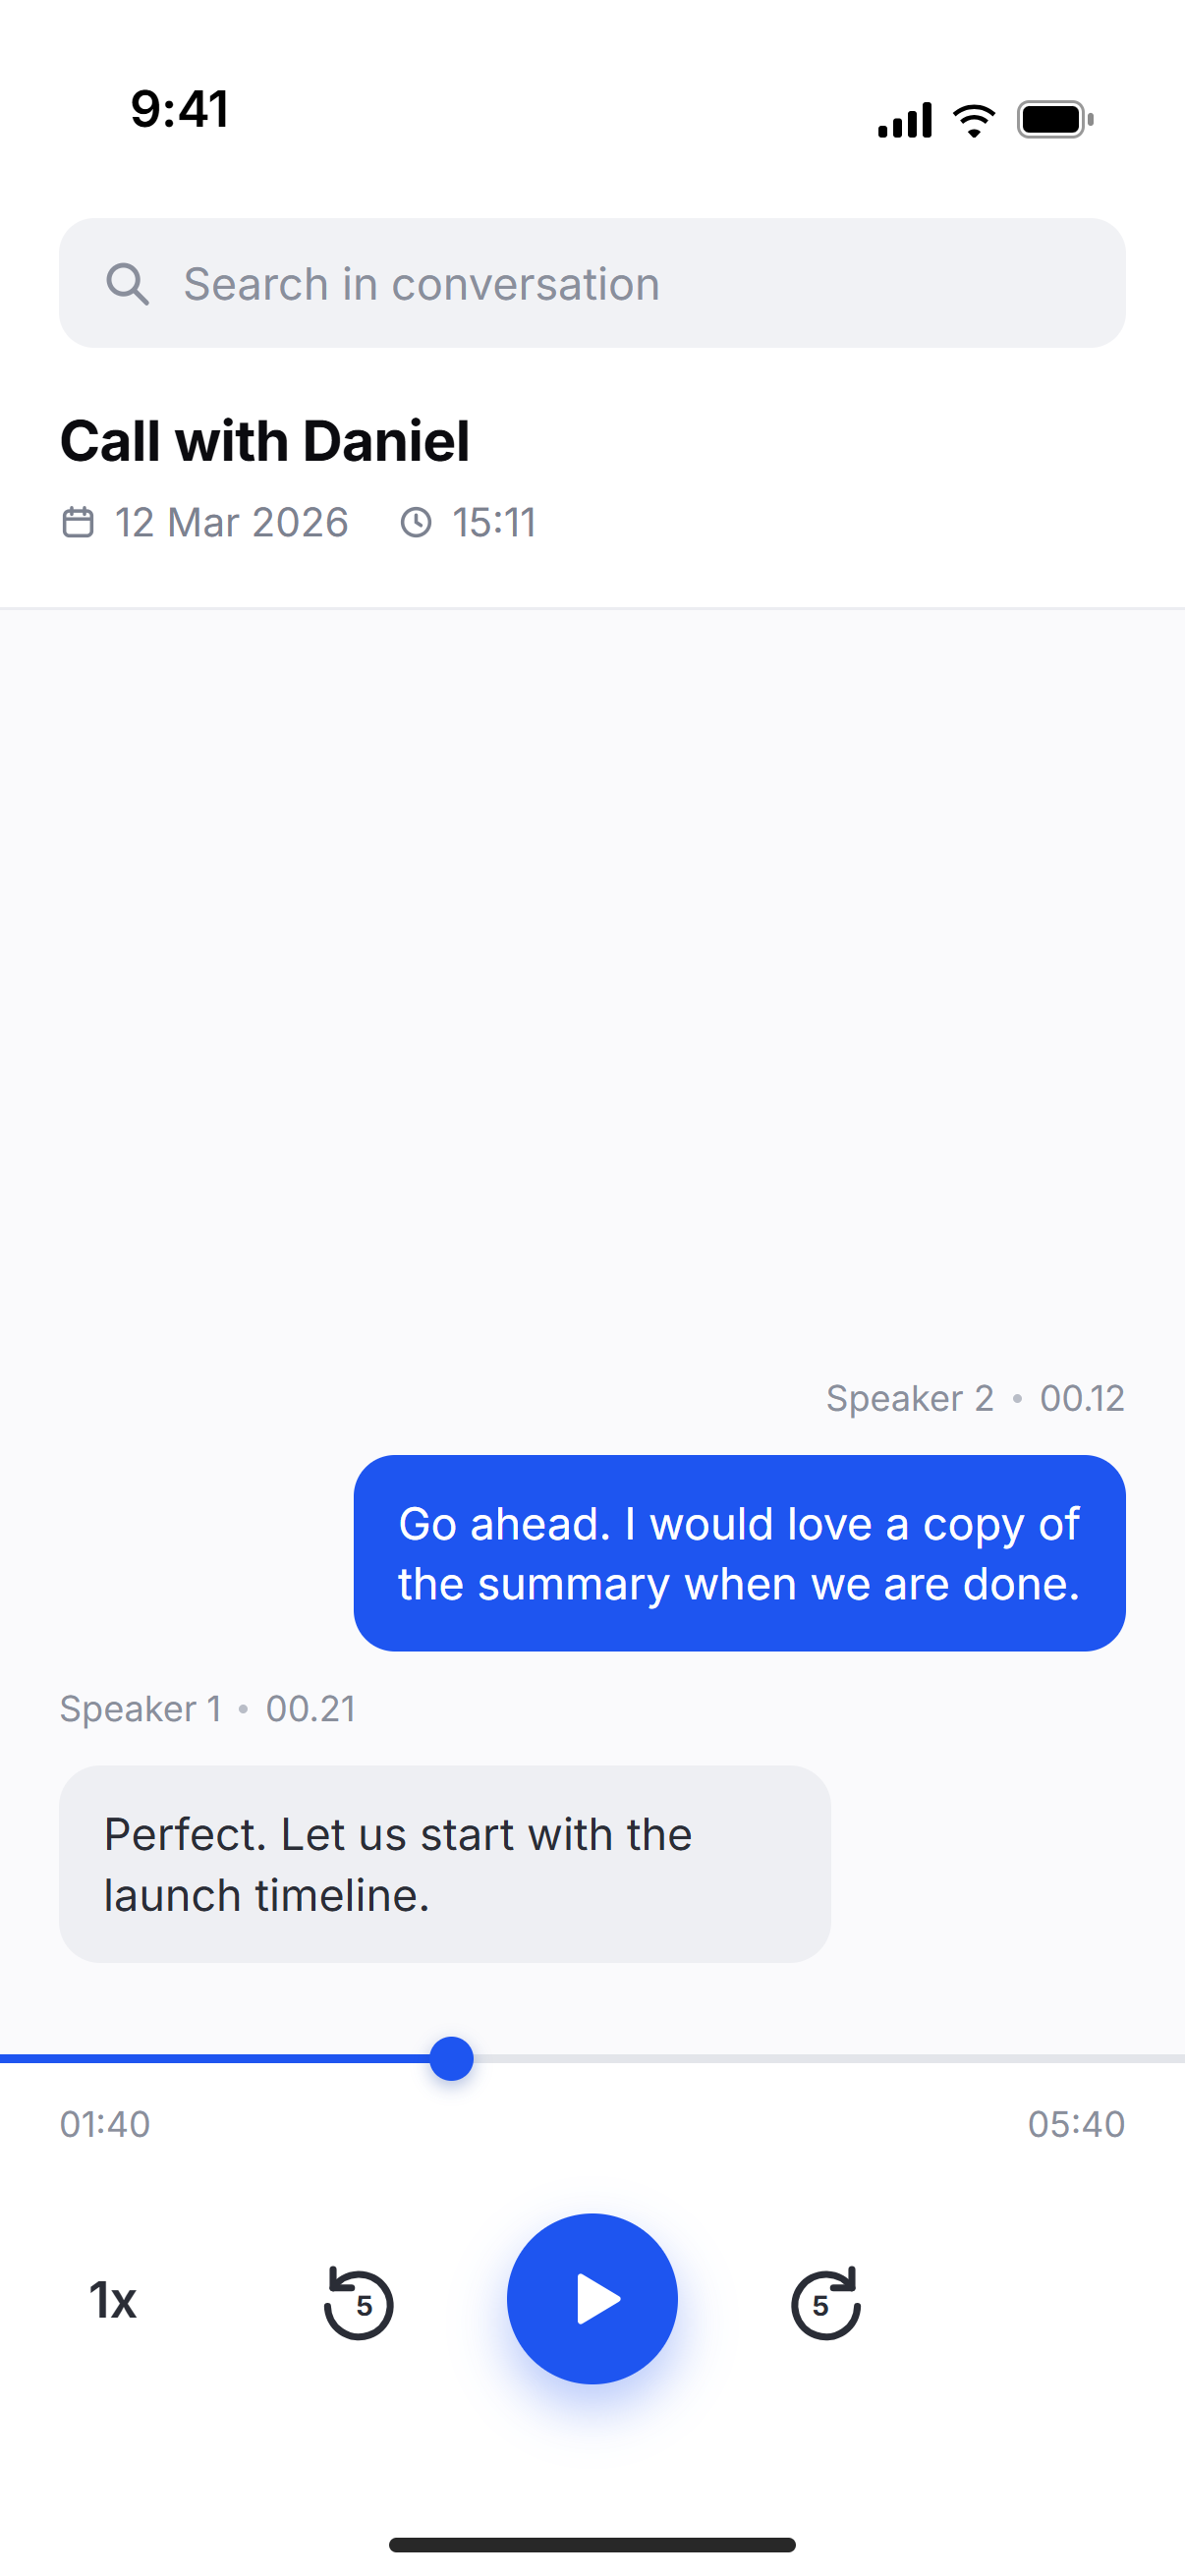 9:41
Search in conversation
Call with Daniel
12 Mar 2026 15:11
Speaker 2 • 00.12
Go ahead. I would love a copy of
the summary when we are done.
Speaker 1 • 00.21
Perfect. Let us start with the
launch timeline.
01:40 05:40
1x 5 5